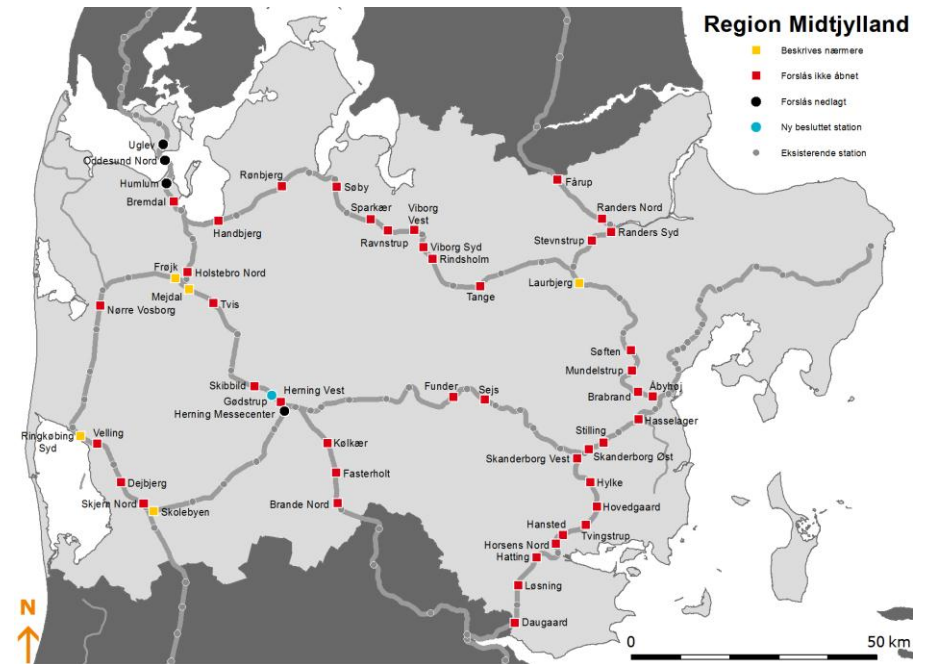 Region Midtjylland
Beskrives nærmere
Forslås ikke åbnet
Forslås nedlagt
Ny besluttet station
Eksisterende station
Uglev
Oddesund Nord
Humlum
Bremdal
Rønbjerg
Søby
Fårup
Handbjerg
Sparkær
Ravnstrup
Viborg
Vest
Viborg Syd
Rindsholm
Randers Nord
Randers Syd
Stevnstrup
Frøjk
Holstebro Nord
Mejdal
Tvis
Tange
Laurbjerg
Nørre Vosborg
Søften
Mundelstrup
Skibbild
Herning Vest
Gødstrup
Herning Messecenter
Funder
Sejs
Brabrand
Åbyhøj
Hasselager
Stilling
Ringkøbing
Syd
Velling
Kølkær
Skanderborg Vest
Skanderborg Øst
Dejbjerg
Fasterholt
Hylke
Skjern Nord
Skolebyen
Brande Nord
Hovedgaard
Hansted
Tvingstrup
Horsens Nord
Hatting
Løsning
Daugaard
N
0
50 km